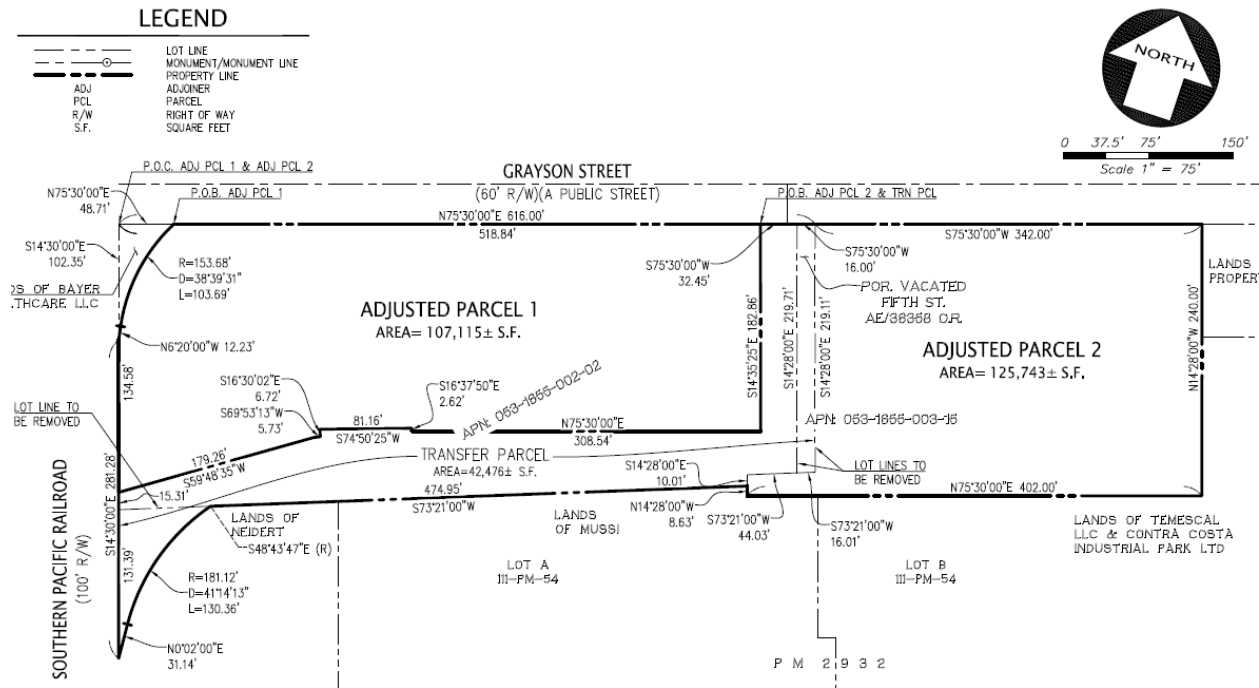 LEGEND
LOT LINE
MONUMENT/MONUMENT LINE
PROPERTY LINE
ADJ ADJOINER
PCL PARCEL
R/W RIGHT OF WAY
S.F. SQUARE FEET
NORTH
0 37.5' 75' 150'
Scale 1" = 75'
P.O.C. ADJ PCL 1 & ADJ PCL 2
GRAYSON STREET
(60' R/W)(A PUBLIC STREET)
N75°30'00"E
48.71'
P.O.B. ADJ PCL 1
P.O.B. ADJ PCL 2 & TRN PCL
N75°30'00"E 616.00'
518.84'
S75°30'00"W
32.45'
S75°30'00"W
16.00'
S75°30'00"W 342.00'
S14°30'00"E
102.35'
R=153.68'
D=38°39'31"
L=103.69'
DS OF BAYER
THCARE LLC
LANDS
PROPERT
POR. VACATED
FIFTH ST.
AE/38358 O.R.
ADJUSTED PARCEL 1
AREA= 107,115± S.F.
S14°35'25"E 182.86'
S14°28'00"E 219.71'
S14°28'00"E 219.11'
N14°28'00"W 240.00'
ADJUSTED PARCEL 2
AREA= 125,743± S.F.
N6°20'00"W 12.23'
134.58'
S16°30'02"E
6.72'
S69°53'13"W
5.73'
81.16'
S74°50'25"W
S16°37'50"E
2.62'
APN: 053-1655-002-02
N75°30'00"E
308.54'
APN: 053-1655-003-15
LOT LINE TO
BE REMOVED
179.26'
S59°48'35"W
TRANSFER PARCEL
AREA=42,476± S.F.
S14°28'00"E
10.01'
LOT LINES TO
BE REMOVED
15.31'
474.95'
S73°21'00"W
N14°28'00"W
8.63'
S73°21'00"W
44.03'
S73°21'00"W
16.01'
N75°30'00"E 402.00'
SOUTHERN PACIFIC RAILROAD
(100' R/W)
S14°30'00"E 281.28'
131.39'
LANDS OF
NEIDERT
S48°43'47"E (R)
LANDS
OF MUSSI
LANDS OF TEMESCAL
LLC & CONTRA COSTA
INDUSTRIAL PARK LTD
R=181.12'
D=41°14'13"
L=130.36'
LOT A
111-PM-54
LOT B
111-PM-54
N0°02'00"E
31.14'
PM 2932